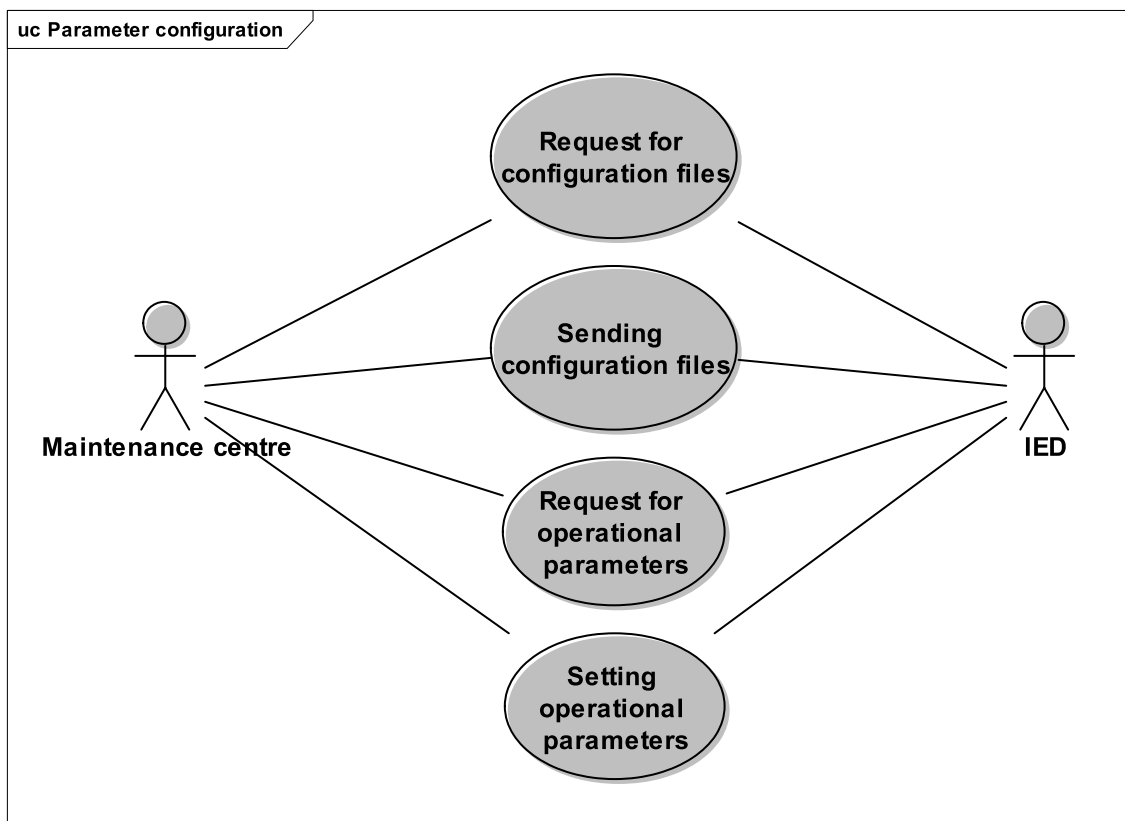 uc Parameter configuration
Request for
configuration files
Sending
configuration files
Maintenance centre
IED
Request for
operational
parameters
Setting
operational
parameters